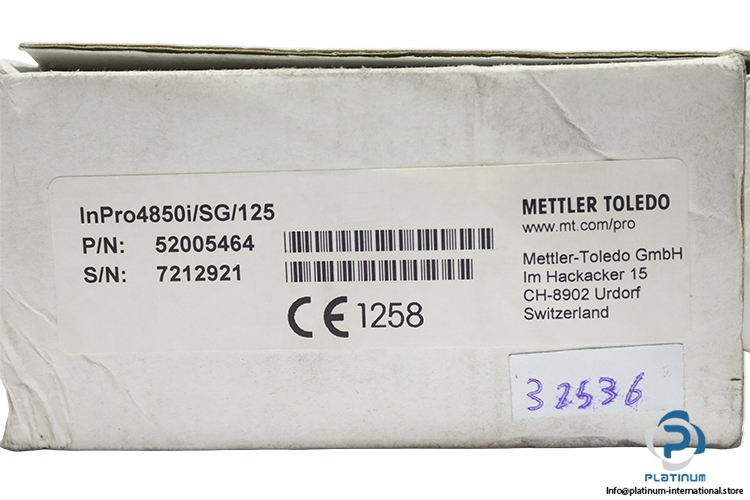 InPro4850i/SG/125
P/N: 52005464
S/N: 7212921
CE 1258
METTLER TOLEDO
www.mt.com/pro
Mettler-Toledo GmbH
Im Hackacker 15
CH-8902 Urdorf
Switzerland
32536
PLATINUM
Info@platinum-international.store